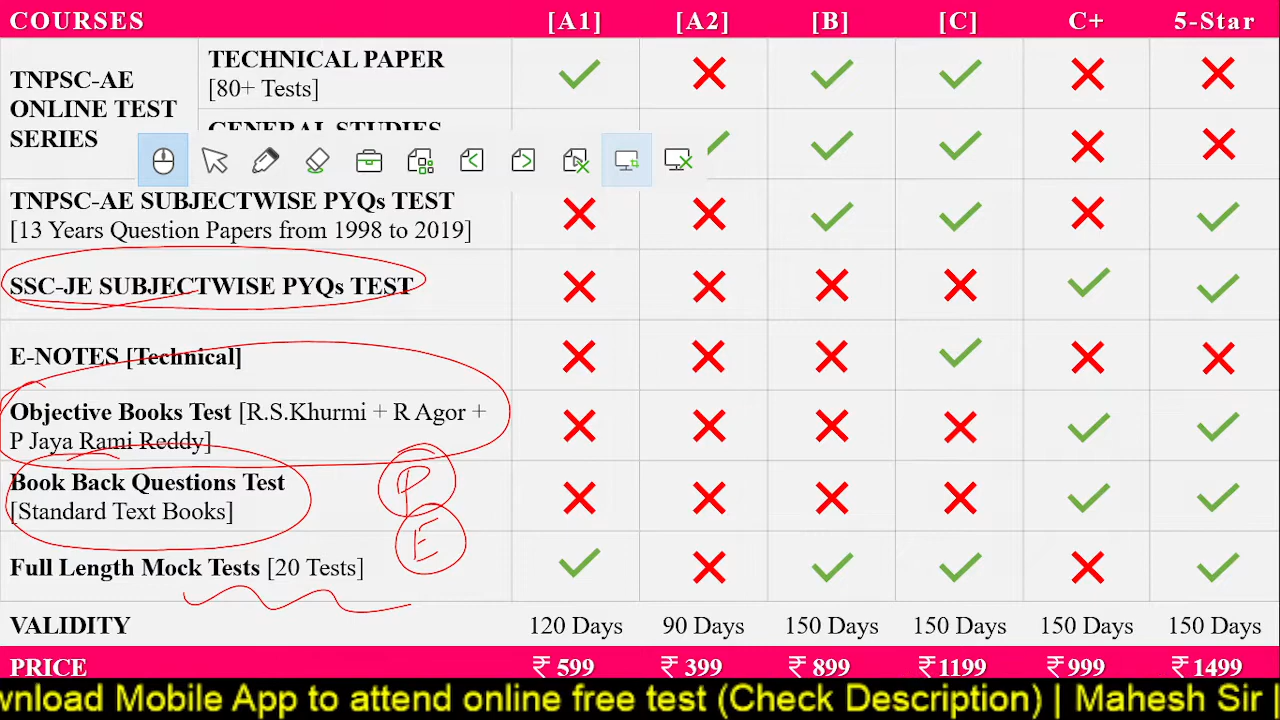 COURSES [A1] [A2] [B] [C] C+ 5-Star
TNPSC-AE
ONLINE TEST
SERIES
TECHNICAL PAPER
[80+ Tests]
GENERAL STUDIES
TNPSC-AE SUBJECTWISE PYQs TEST
[13 Years Question Papers from 1998 to 2019]
SSC-JE SUBJECTWISE PYQs TEST
E-NOTES [Technical]
Objective Books Test [R.S.Khurmi + R Agor +
P Jaya Rami Reddy]
Book Back Questions Test
[Standard Text Books]
P
E
Full Length Mock Tests [20 Tests]
VALIDITY 120 Days 90 Days 150 Days 150 Days 150 Days 150 Days
PRICE ₹ 599 ₹ 399 ₹ 899 ₹ 1199 ₹ 999 ₹ 1499
wnload Mobile App to attend online free test (Check Description) | Mahesh Sir |